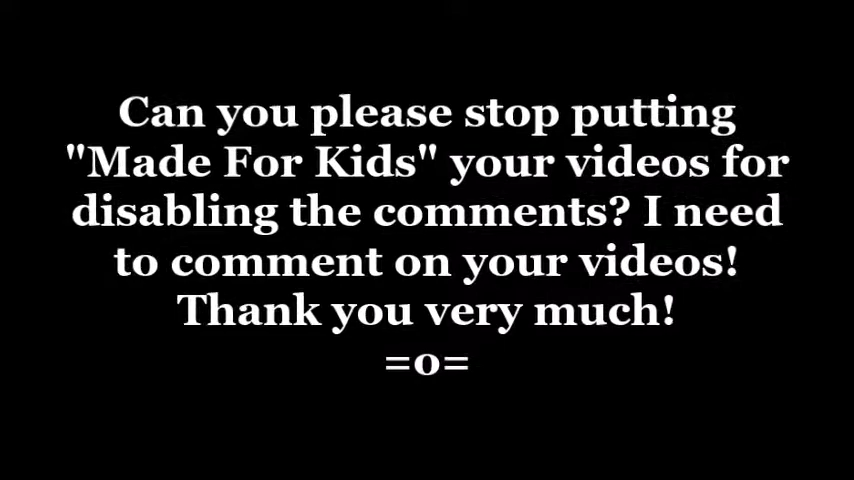 Can you please stop putting
"Made For Kids" your videos for
disabling the comments? I need
to comment on your videos!
Thank you very much!
=o=